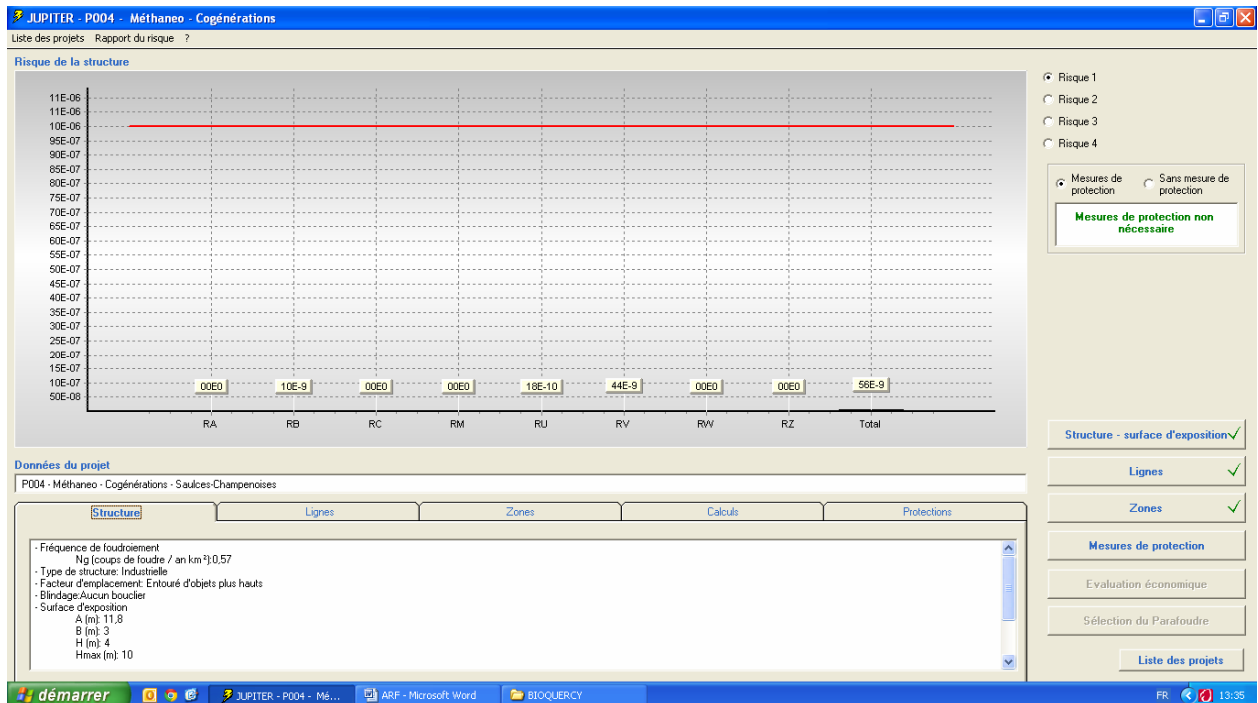 JUPITER - P004 - Méthaneo - Cogénérations
Liste des projets Rapport du risque ?
Risque de la structure
11E-06
11E-06
10E-06
95E-07
90E-07
85E-07
80E-07
75E-07
70E-07
65E-07
60E-07
55E-07
50E-07
45E-07
40E-07
35E-07
30E-07
25E-07
20E-07
15E-07
10E-07
50E-08
00E0 10E-9 00E0 00E0 18E-10 44E-9 00E0 00E0 56E-9
RA RB RC RM RU RV RW RZ Total
Risque 1
Risque 2
Risque 3
Risque 4
Mesures de protection
Sans mesure de protection
Mesures de protection non
nécessaire
Structure - surface d'exposition
Lignes
Zones
Mesures de protection
Evaluation économique
Sélection du Parafoudre
Liste des projets
Données du projet
P004 - Méthaneo - Cogénérations - Saulces-Champenoises
Structure Lignes Zones Calculs Protections
- Fréquence de foudroiement
Ng (coups de foudre / an km²):0,57
- Type de structure: Industrielle
- Facteur d'emplacement: Entouré d'objets plus hauts
- Blindage:Aucun bouclier
- Surface d'exposition
A (m): 11,8
B (m): 3
H (m): 4
Hmax (m): 10
démarrer JUPITER - P004 - Mé... ARF - Microsoft Word BIOQUERCY FR 13:35